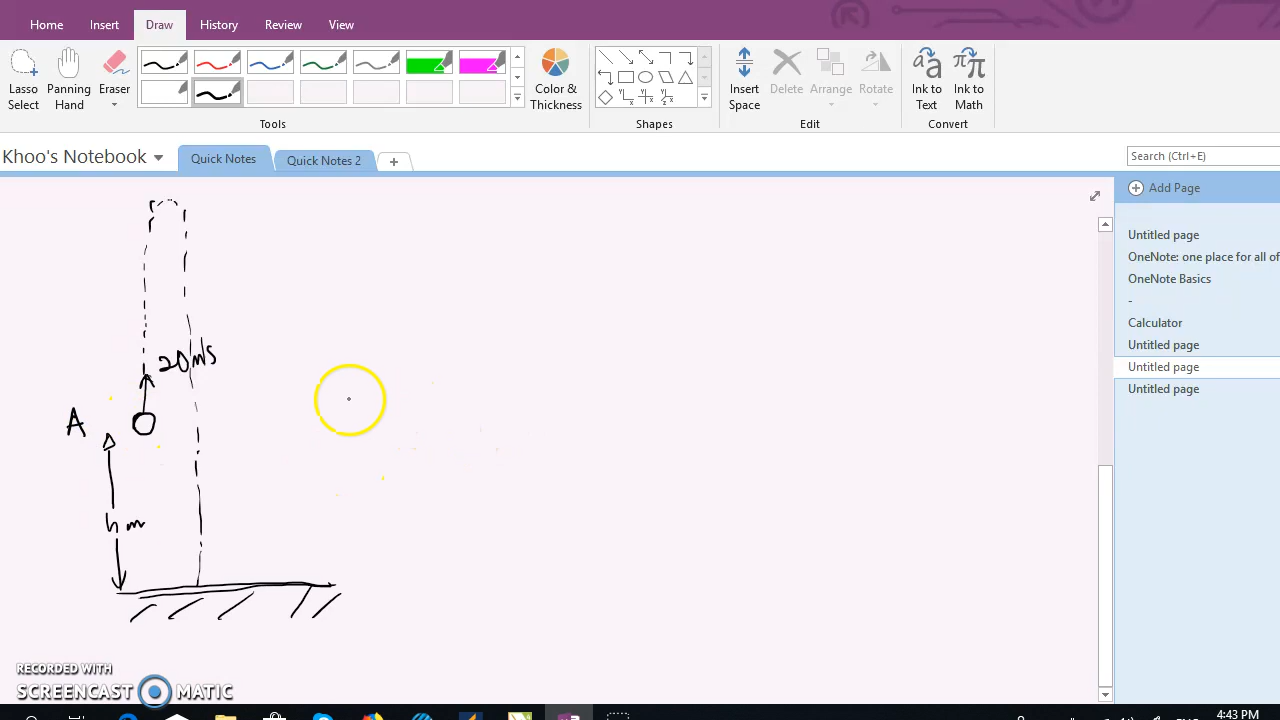 Home Insert Draw History Review View
Lasso Select
Panning Hand
Eraser
Color & Thickness
Insert Space
Delete
Arrange
Rotate
Ink to Text
Ink to Math
Tools
Shapes
Edit
Convert
Khoo's Notebook
Quick Notes
Quick Notes 2
Search (Ctrl+E)
Add Page
Untitled page
OneNote: one place for all of
OneNote Basics
-
Calculator
Untitled page
Untitled page
Untitled page
20 m/s
A
h m
RECORDED WITH
SCREENCAST MATIC
4:43 PM